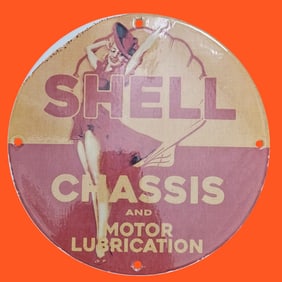 SHELL
CHASSIS
AND
MOTOR
LUBRICATION